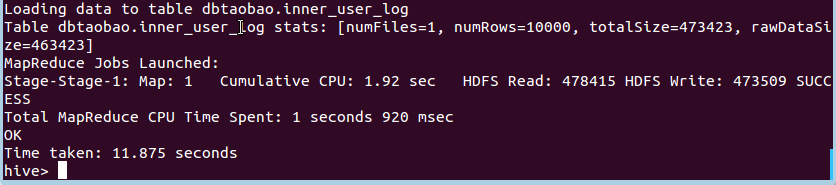 Loading data to table dbtaobao.inner_user_log
Table dbtaobao.inner_user_log stats: [numFiles=1, numRows=10000, totalSize=473423, rawDataSi
ze=463423]
MapReduce Jobs Launched:
Stage-Stage-1: Map: 1   Cumulative CPU: 1.92 sec   HDFS Read: 478415 HDFS Write: 473509 SUCC
ESS
Total MapReduce CPU Time Spent: 1 seconds 920 msec
OK
Time taken: 11.875 seconds
hive>